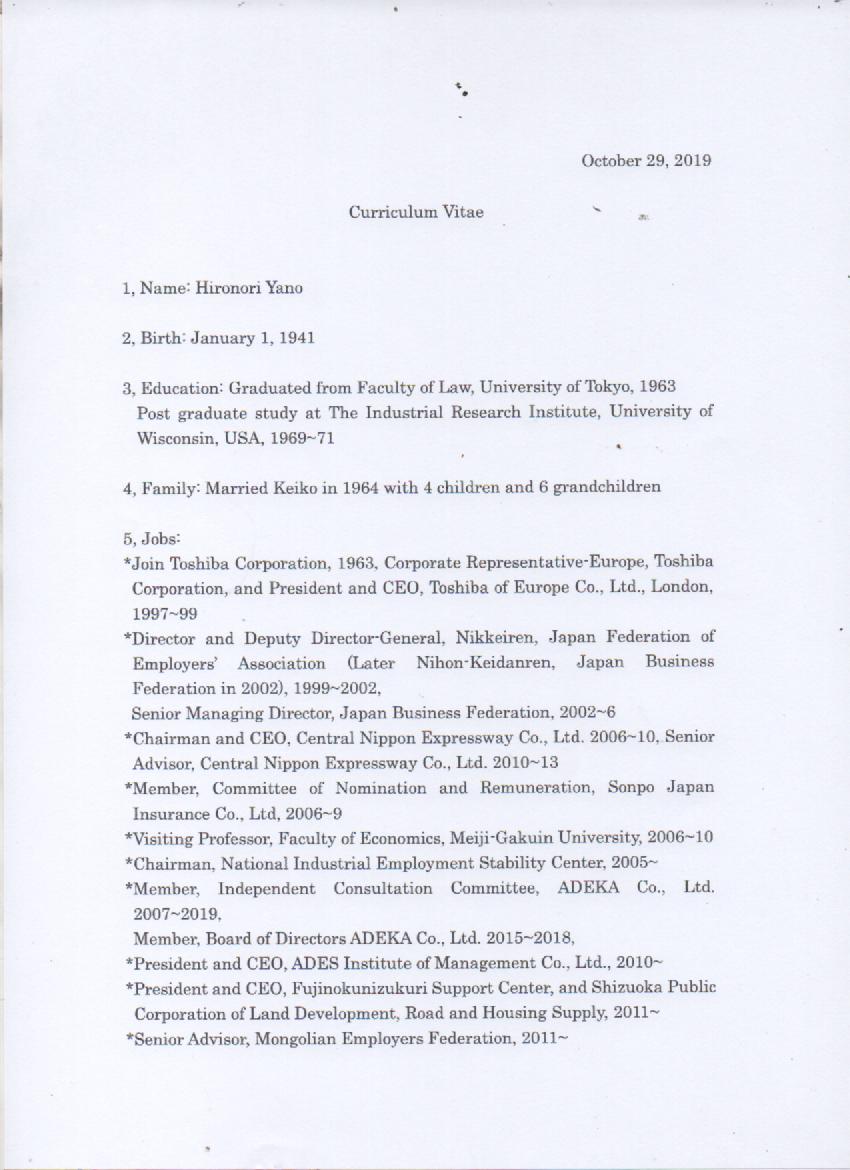 October 29, 2019
Curriculum Vitae
1, Name: Hironori Yano
2, Birth: January 1, 1941
3, Education: Graduated from Faculty of Law, University of Tokyo, 1963
Post graduate study at The Industrial Research Institute, University of
Wisconsin, USA, 1969~71
4, Family: Married Keiko in 1964 with 4 children and 6 grandchildren
5, Jobs:
*Join Toshiba Corporation, 1963, Corporate Representative-Europe, Toshiba
Corporation, and President and CEO, Toshiba of Europe Co., Ltd., London,
1997~99
*Director and Deputy Director-General, Nikkeiren, Japan Federation of
Employers' Association (Later Nihon-Keidanren, Japan Business
Federation in 2002), 1999~2002,
Senior Managing Director, Japan Business Federation, 2002~6
*Chairman and CEO, Central Nippon Expressway Co., Ltd. 2006~10, Senior
Advisor, Central Nippon Expressway Co., Ltd. 2010~13
*Member, Committee of Nomination and Remuneration, Sonpo Japan
Insurance Co., Ltd, 2006~9
*Visiting Professor, Faculty of Economics, Meiji-Gakuin University, 2006~10
*Chairman, National Industrial Employment Stability Center, 2005~
*Member, Independent Consultation Committee, ADEKA Co., Ltd.
2007~2019,
Member, Board of Directors ADEKA Co., Ltd. 2015~2018,
*President and CEO, ADES Institute of Management Co., Ltd., 2010~
*President and CEO, Fujinokunizukuri Support Center, and Shizuoka Public
Corporation of Land Development, Road and Housing Supply, 2011~
*Senior Advisor, Mongolian Employers Federation, 2011~